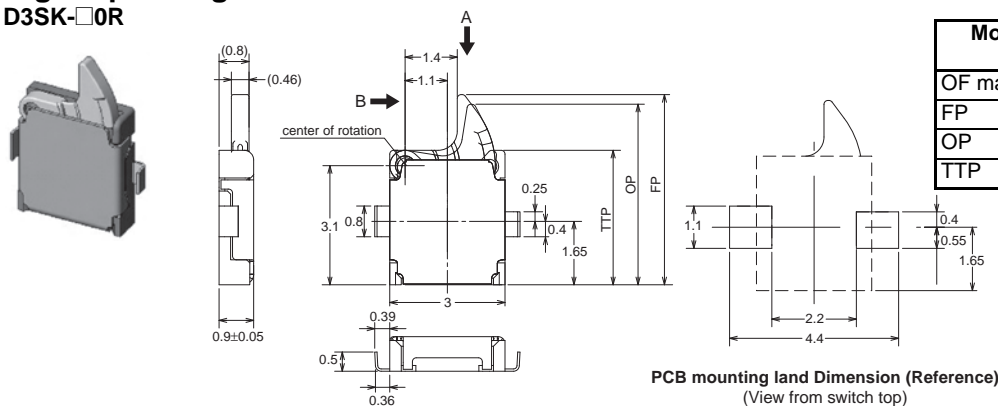 D3SK-□0R
A
(0.8)
1.4
(0.46)
1.1
B
center of rotation
0.25
0.8
3.1
0.4
1.65
TTP
OP
FP
3
0.9±0.05
0.39
0.5
0.36
OF
FP
OP
TTP
1.1
0.4
0.55
1.65
2.2
4.4
PCB mounting land Dimension (Reference)
(View from switch top)